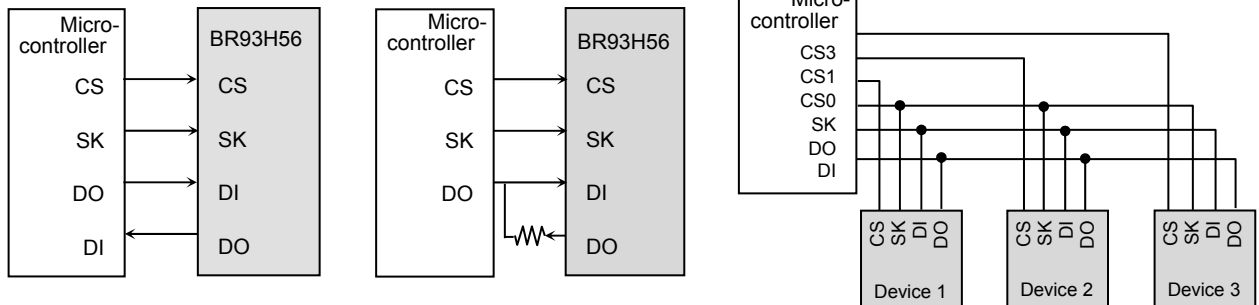 Micro-
controller
CS
SK
DO
DI
BR93H56
CS
SK
DI
DO
Micro-
controller
CS
SK
DO
BR93H56
CS
SK
DI
DO
Micro-
controller
CS3
CS1
CS0
SK
DO
DI
CS
SK
DI
DO
Device 1
CS
SK
DI
DO
Device 2
CS
SK
DI
DO
Device 3